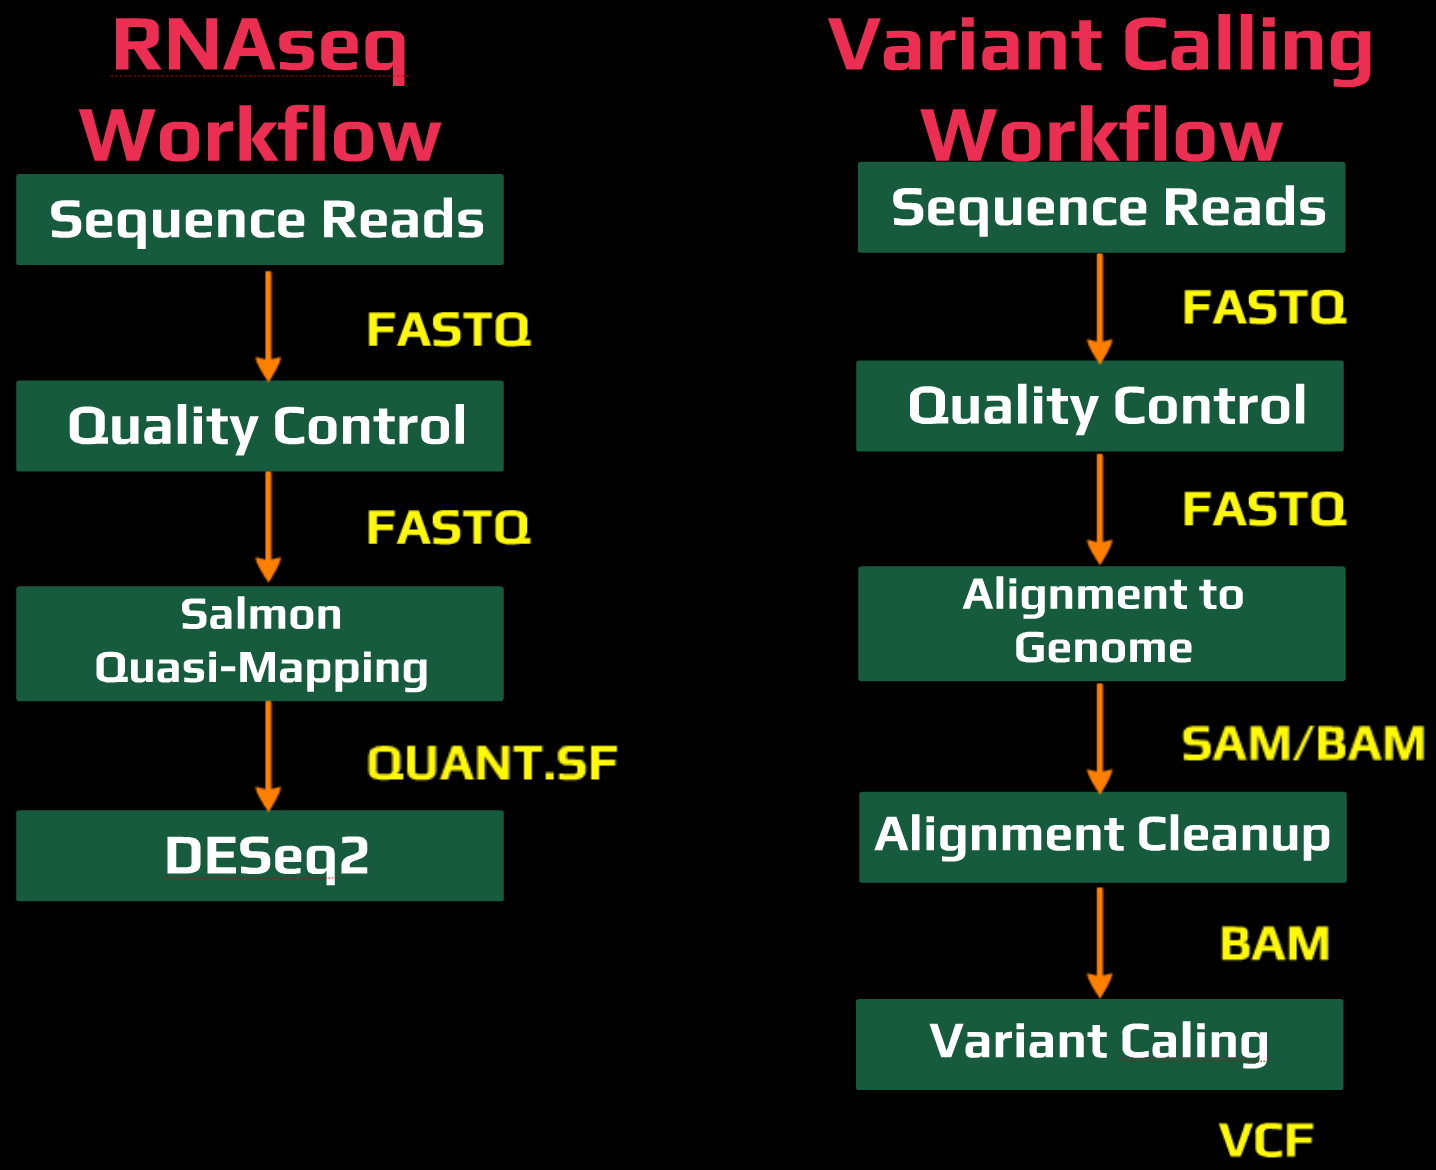 RNAseq
Workflow
Sequence Reads
FASTQ
Quality Control
FASTQ
Salmon
Quasi-Mapping
QUANT.SF
DESeq2
Variant Calling
Workflow
Sequence Reads
FASTQ
Quality Control
FASTQ
Alignment to
Genome
SAM/BAM
Alignment Cleanup
BAM
Variant Caling
VCF